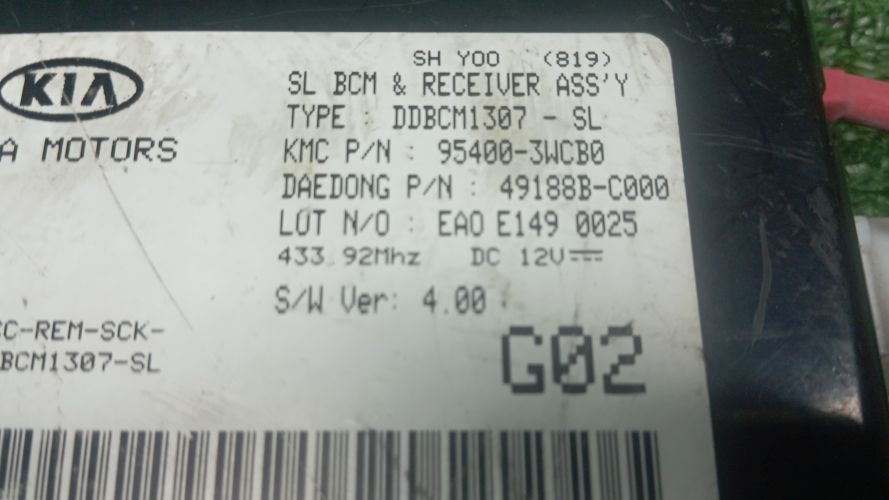 SH YOO (819)
KIA
SL BCM & RECEIVER ASS'Y
TYPE : DDBCM1307 - SL
A MOTORS
KMC P/N : 95400-3WCB0
DAEDONG P/N : 49188B-C000
LOT N/O : EAO E149 0025
433.92Mhz DC 12V
S/W Ver: 4.00
C-REM-SCK-
BCM1307-SL
G02